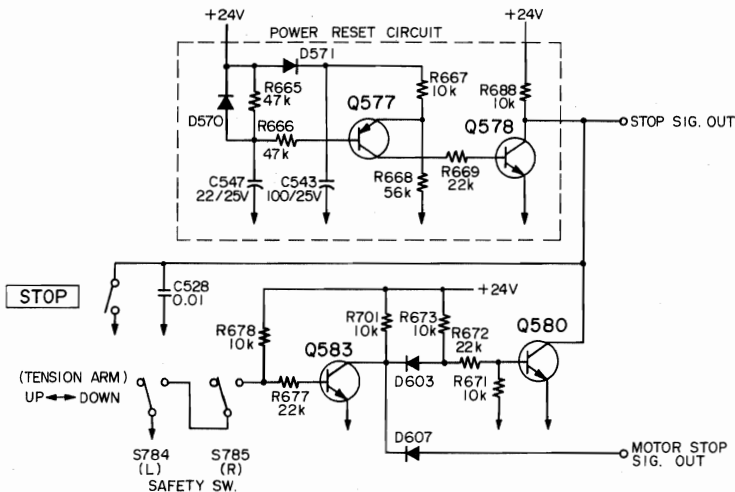 +24V
+24V
POWER RESET CIRCUIT
D571
R665
47k
R667
10k
R688
10k
Q577
Q578
D570
R666
47k
STOP SIG. OUT
C547
22/25V
C543
100/25V
R668
56k
R669
22k
STOP
C528
0.01
+24V
R678
10k
R701
10k
R673
10k
R672
22k
Q580
Q583
(TENSION ARM)
UP ↔ DOWN
R677
22k
D603
R671
10k
D607
MOTOR STOP
SIG. OUT
S784
(L)
S785
(R)
SAFETY SW.